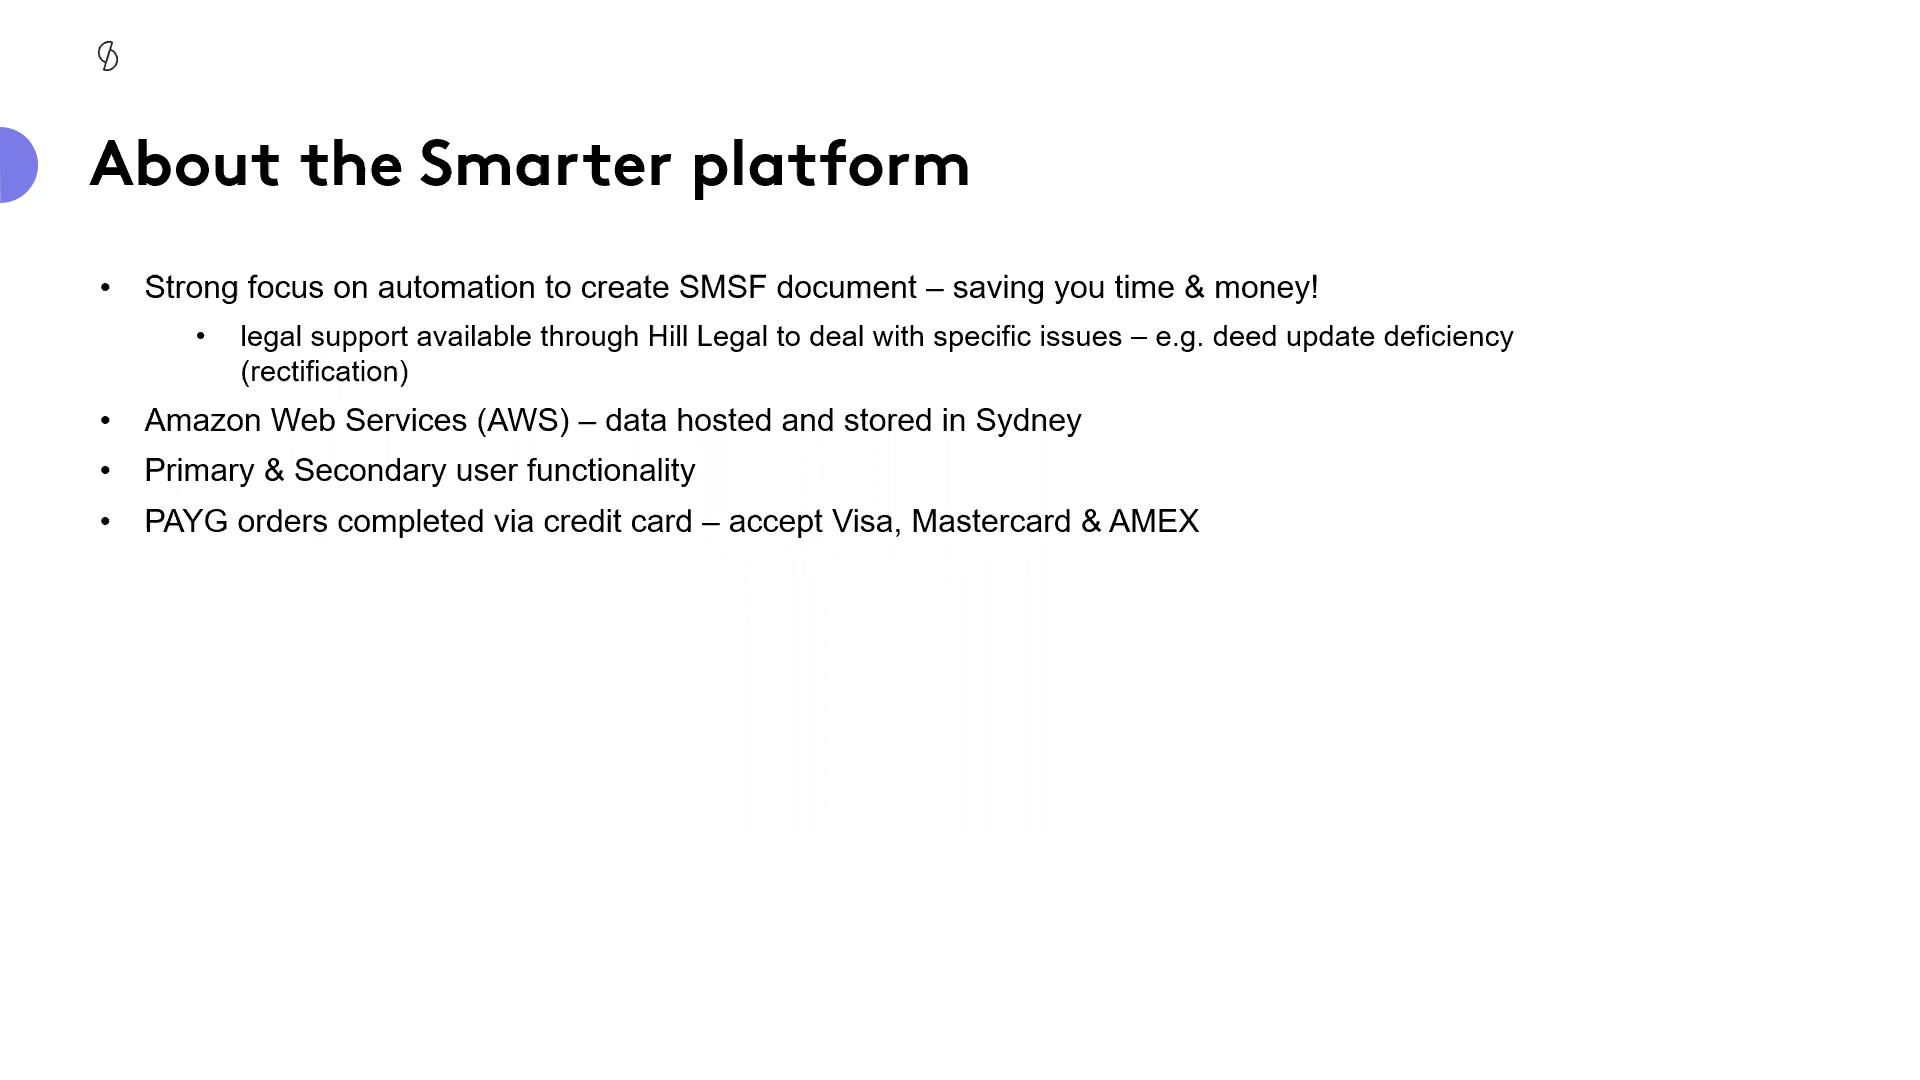 About the Smarter platform
• Strong focus on automation to create SMSF document – saving you time & money!
• legal support available through Hill Legal to deal with specific issues – e.g. deed update deficiency
(rectification)
• Amazon Web Services (AWS) – data hosted and stored in Sydney
• Primary & Secondary user functionality
• PAYG orders completed via credit card – accept Visa, Mastercard & AMEX